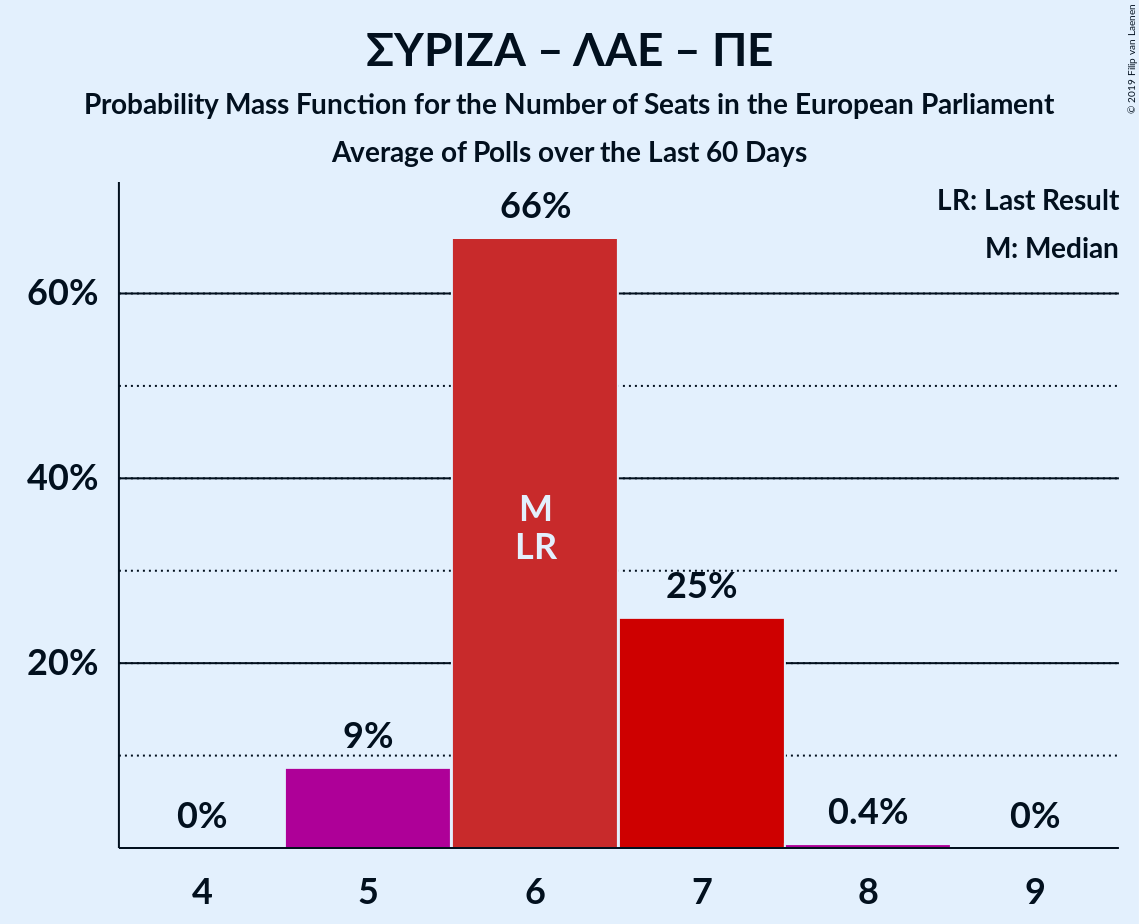 ΣΥΡΙΖΑ – ΛΑΕ – ΠΕ
Probability Mass Function for the Number of Seats in the European Parliament
Average of Polls over the Last 60 Days
© 2019 Filip van Laenen
LR: Last Result
M: Median
66%
60%
40%
M
LR
25%
20%
9%
0%
0.4%
0%
4 5 6 7 8 9